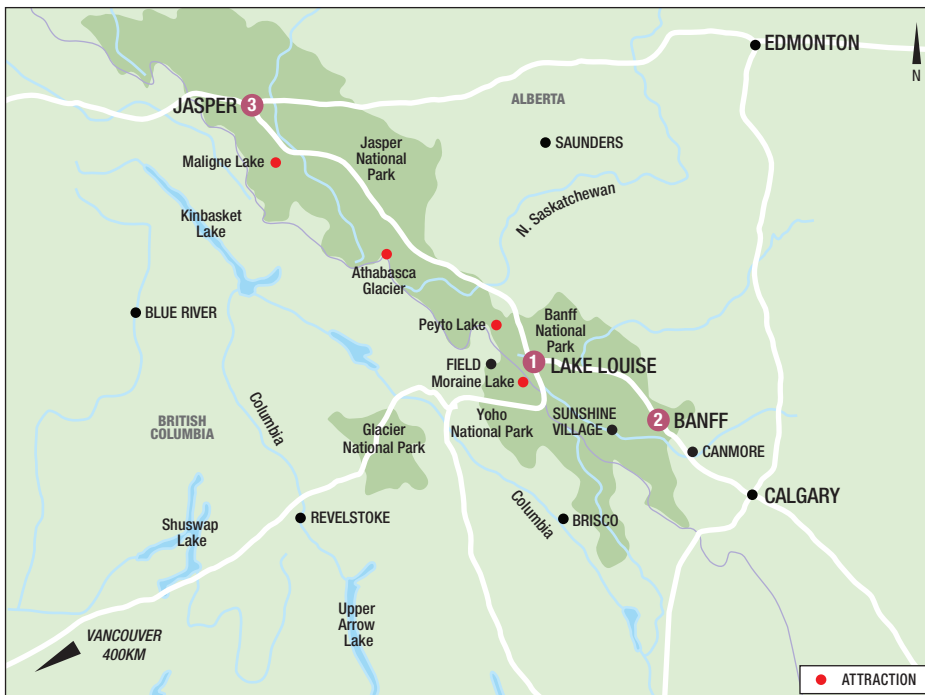 EDMONTON
N
ALBERTA
JASPER 3
SAUNDERS
Jasper
National
Park
Maligne Lake
N. Saskatchewan
Kinbasket
Lake
Athabasca
Glacier
BLUE RIVER
Peyto Lake
Banff
National
Park
FIELD
1 LAKE LOUISE
Moraine Lake
BRITISH
COLUMBIA
Columbia
Glacier
National Park
Yoho
National Park
SUNSHINE
VILLAGE
2 BANFF
CANMORE
CALGARY
Columbia
BRISCO
REVELSTOKE
Shuswap
Lake
Upper
Arrow
Lake
VANCOUVER
400KM
ATTRACTION